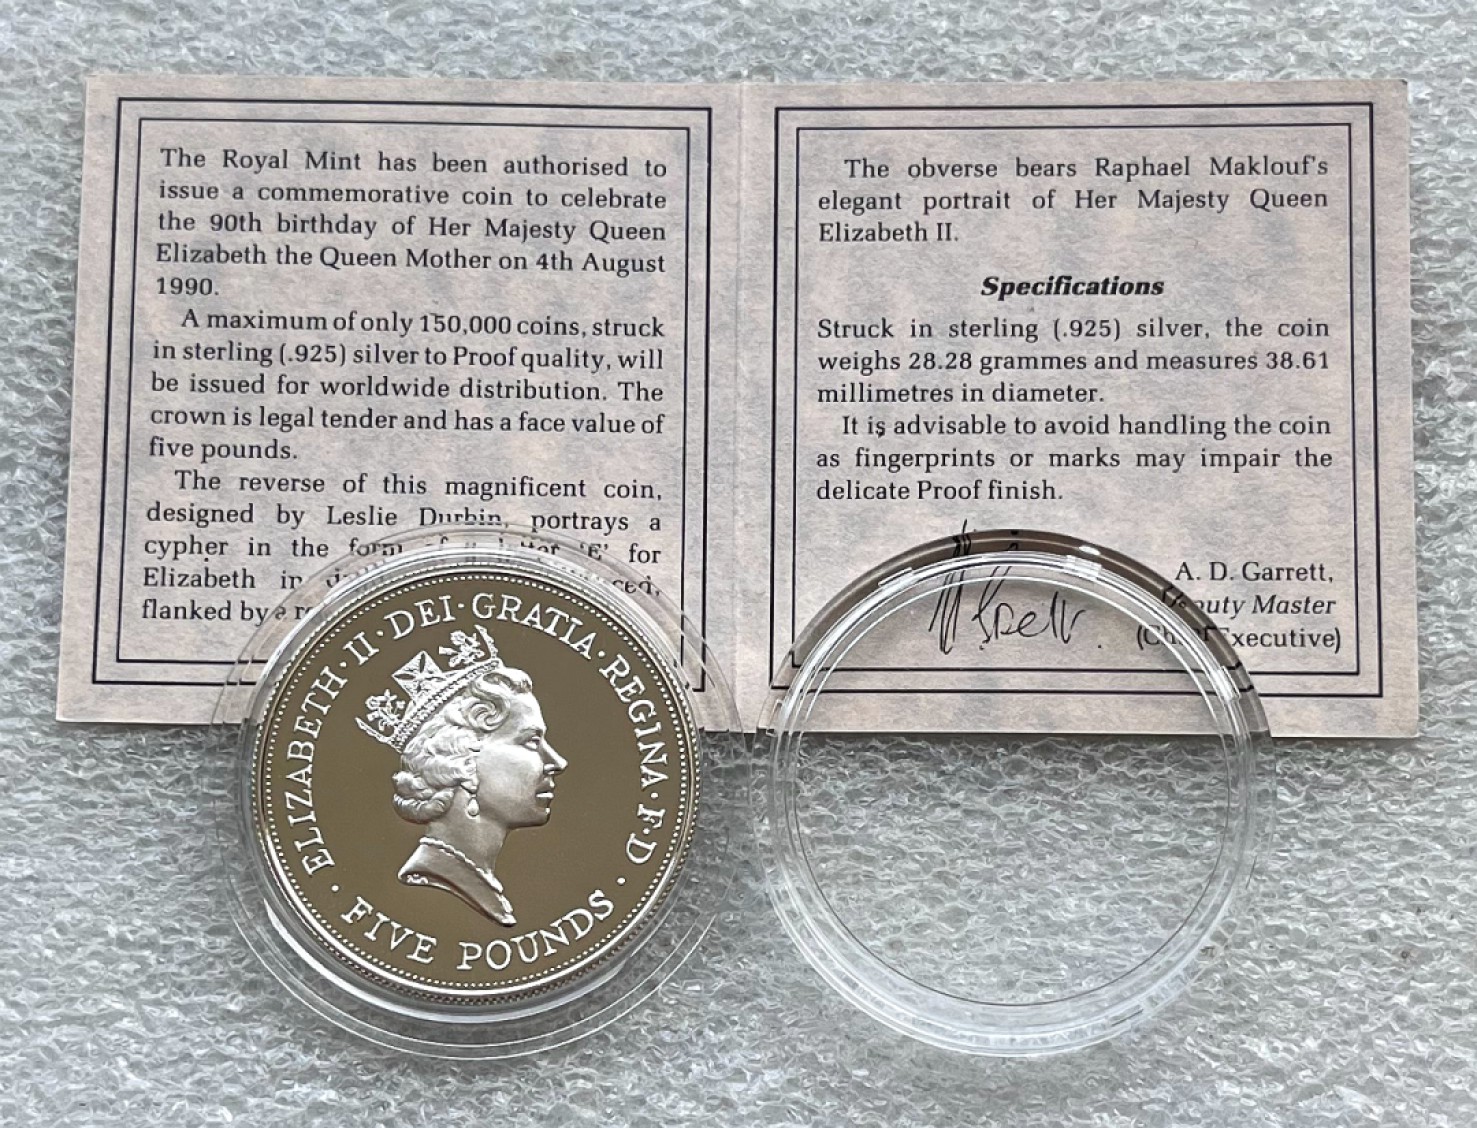 The Royal Mint has been authorised to
issue a commemorative coin to celebrate
the 90th birthday of Her Majesty Queen
Elizabeth the Queen Mother on 4th August
1990.
A maximum of only 150,000 coins, struck
in sterling (.925) silver to Proof quality, will
be issued for worldwide distribution. The
crown is legal tender and has a face value of
five pounds.
The reverse of this magnificent coin,
designed by Leslie Durbin, portrays a
cypher in the form 'E' for
Elizabeth in
flanked by a
The obverse bears Raphael Maklouf's
elegant portrait of Her Majesty Queen
Elizabeth II.
Specifications
Struck in sterling (.925) silver, the coin
weighs 28.28 grammes and measures 38.61
millimetres in diameter.
It is advisable to avoid handling the coin
as fingerprints or marks may impair the
delicate Proof finish.
A. D. Garrett,
Master
Executive)
ELIZABETH·II·DEI·GRATIA·REGINA·F·D·
·FIVE POUNDS